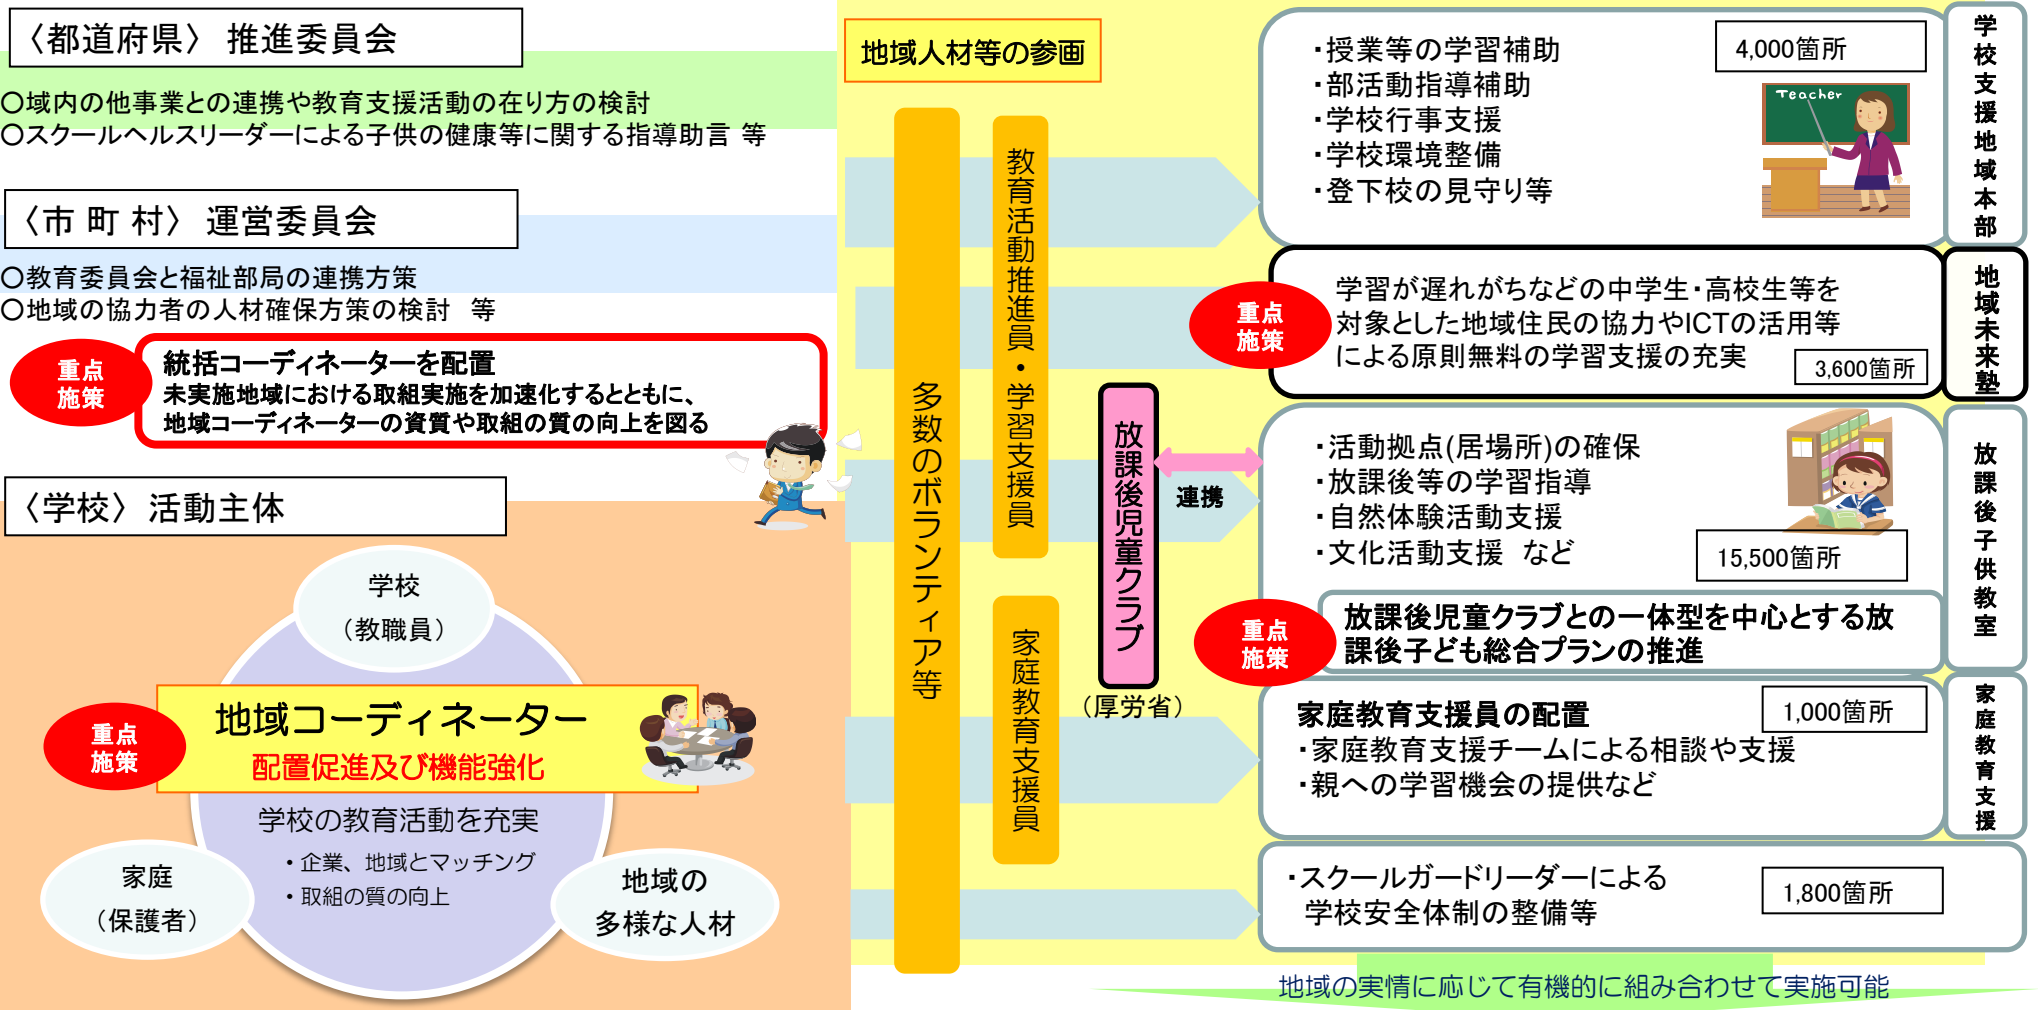 〈都道府県〉 推進委員会
○域内の他事業との連携や教育支援活動の在り方の検討
○スクールヘルスリーダーによる子供の健康等に関する指導助言 等
〈市 町 村〉 運営委員会
○教育委員会と福祉部局の連携方策
○地域の協力者の人材確保方策の検討 等
重点
施策
統括コーディネーターを配置
未実施地域における取組実施を加速化するとともに、
地域コーディネーターの資質や取組の質の向上を図る
〈学校〉 活動主体
学校
（教職員）
重点
施策
地域コーディネーター
配置促進及び機能強化
学校の教育活動を充実
・企業、地域とマッチング
・取組の質の向上
家庭
（保護者）
地域の
多様な人材
地域人材等の参画
多数のボランティア等
教育活動推進員・学習支援員
家庭教育支援員
放課後児童クラブ
（厚労省）
連携
・授業等の学習補助
・部活動指導補助
・学校行事支援
・学校環境整備
・登下校の見守り等
4,000箇所
Teacher
学校支援地域本部
重点
施策
学習が遅れがちなどの中学生・高校生等を
対象とした地域住民の協力やICTの活用等
による原則無料の学習支援の充実
3,600箇所
地域未来塾
・活動拠点(居場所)の確保
・放課後等の学習指導
・自然体験活動支援
・文化活動支援 など
15,500箇所
放課後子供教室
重点
施策
放課後児童クラブとの一体型を中心とする放
課後子ども総合プランの推進
家庭教育支援員の配置
・家庭教育支援チームによる相談や支援
・親への学習機会の提供など
1,000箇所
家庭教育支援
・スクールガードリーダーによる
学校安全体制の整備等
1,800箇所
地域の実情に応じて有機的に組み合わせて実施可能